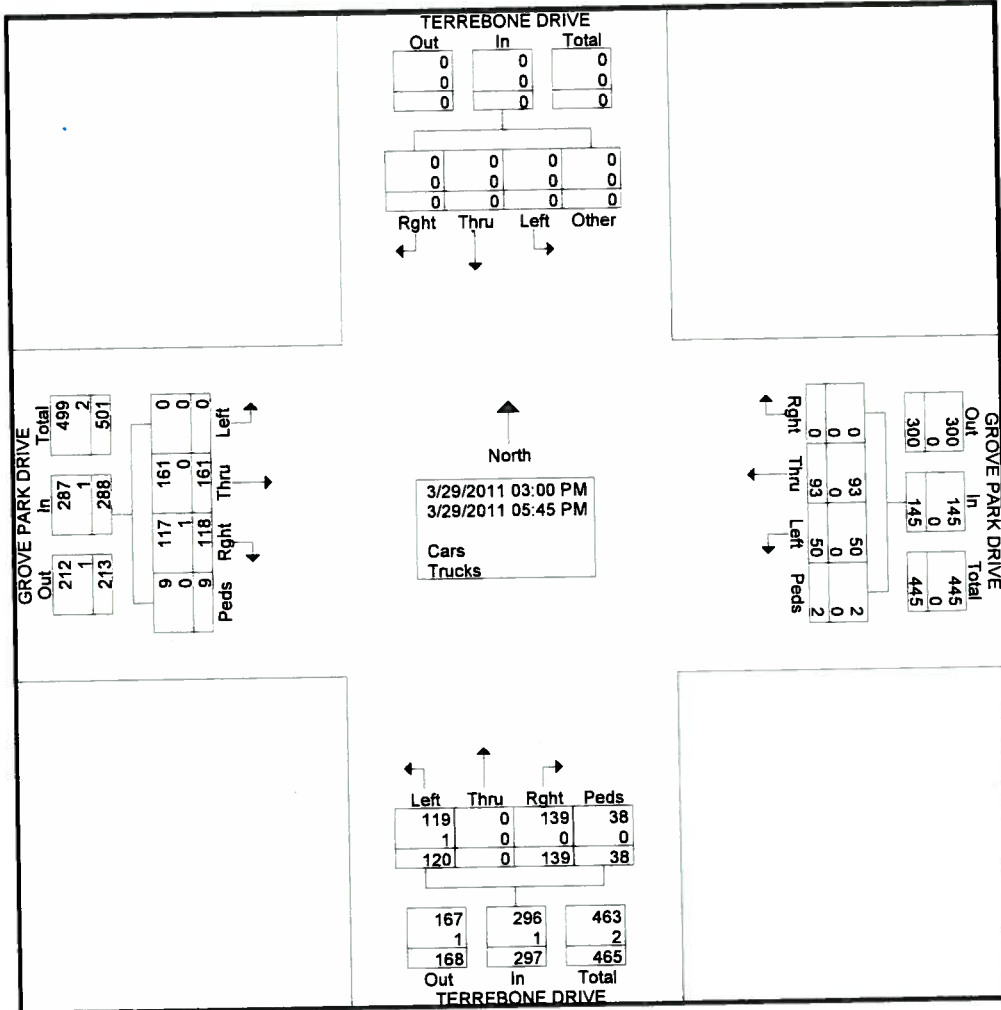 TERREBONE DRIVE
Out In Total
0 0 0
0 0 0
0 0 0
0 0 0 0
0 0 0 0
0 0 0 0
Rght Thru Left Other
GROVE PARK DRIVE
Total In Out
499 287 212
2 1 1
501 288 213
0 161 117 9
0 0 1 0
0 161 118 9
Left Thru Rght Peds
North
3/29/2011 03:00 PM
3/29/2011 05:45 PM
Cars
Trucks
Rght Thru Left Peds
0 93 50 2
0 0 0 0
0 93 50 2
GROVE PARK DRIVE
Out In Total
300 145 445
0 0 0
300 145 445
Left Thru Rght Peds
119 0 139 38
1 0 0 0
120 0 139 38
167 296 463
1 1 2
168 297 465
Out In Total
TERREBONE DRIVE